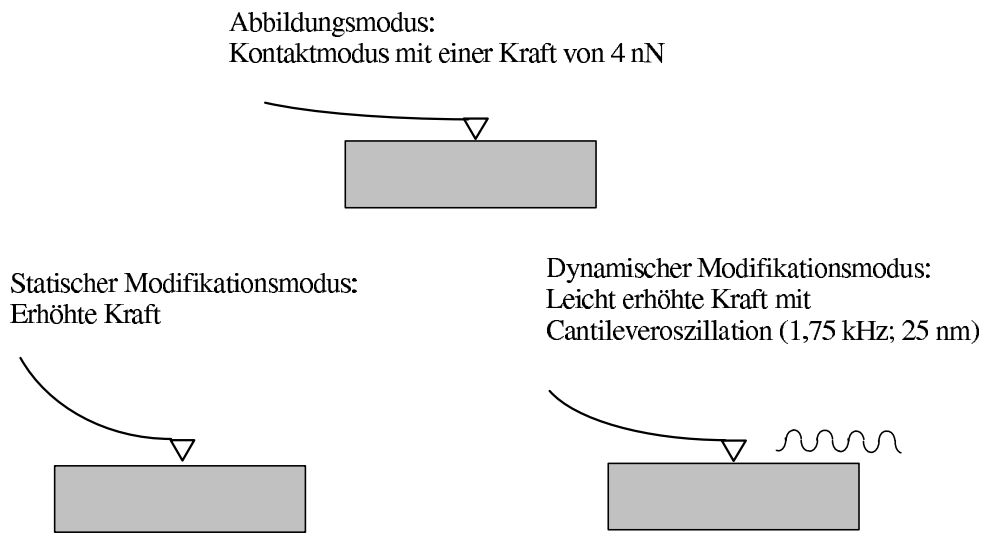 Abbildungsmodus:
Kontaktmodus mit einer Kraft von 4 nN
Statischer Modifikationsmodus:
Erhöhte Kraft
Dynamischer Modifikationsmodus:
Leicht erhöhte Kraft mit
Cantileveroszillation (1,75 kHz; 25 nm)